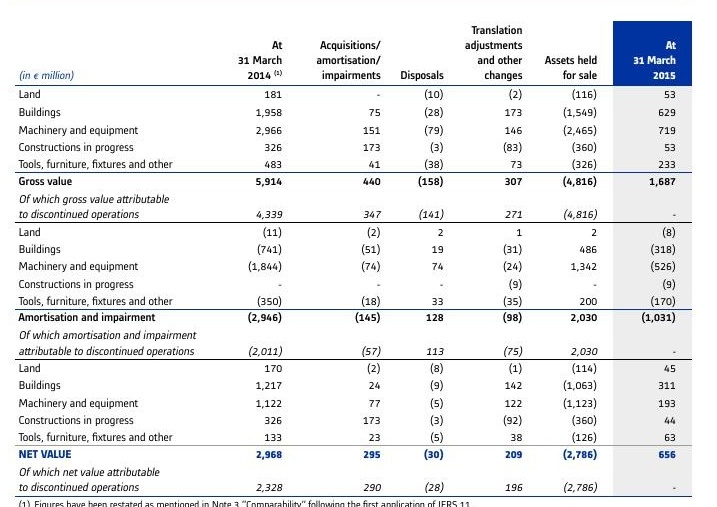 (in € million) At 31 March 2014 (1) Acquisitions/ amortisation/ impairments Disposals Translation adjustments and other changes Assets held for sale At 31 March 2015
Land 181 - (10) (2) (116) 53
Buildings 1,958 75 (28) 173 (1,549) 629
Machinery and equipment 2,966 151 (79) 146 (2,465) 719
Constructions in progress 326 173 (3) (83) (360) 53
Tools, furniture, fixtures and other 483 41 (38) 73 (326) 233
Gross value 5,914 440 (158) 307 (4,816) 1,687
Of which gross value attributable
to discontinued operations 4,339 347 (141) 271 (4,816) -
Land (11) (2) 2 1 2 (8)
Buildings (741) (51) 19 (31) 486 (318)
Machinery and equipment (1,844) (74) 74 (24) 1,342 (526)
Constructions in progress - - - (9) - (9)
Tools, furniture, fixtures and other (350) (18) 33 (35) 200 (170)
Amortisation and impairment (2,946) (145) 128 (98) 2,030 (1,031)
Of which amortisation and impairment
attributable to discontinued operations (2,011) (57) 113 (75) 2,030 -
Land 170 (2) (8) (1) (114) 45
Buildings 1,217 24 (9) 142 (1,063) 311
Machinery and equipment 1,122 77 (5) 122 (1,123) 193
Constructions in progress 326 173 (3) (92) (360) 44
Tools, furniture, fixtures and other 133 23 (5) 38 (126) 63
NET VALUE 2,968 295 (30) 209 (2,786) 656
Of which net value attributable
to discontinued operations 2,328 290 (28) 196 (2,786) -
(1) Figures have been restated as mentioned in Note 3 "Comparability" following the first application of IFRS 11